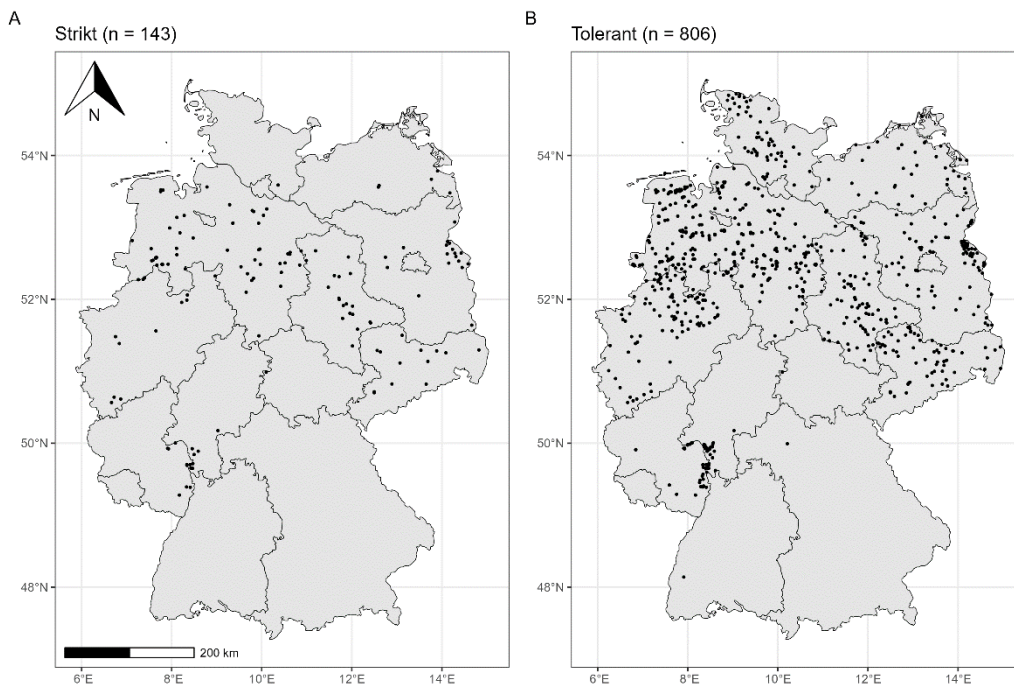 A
Strikt (n = 143)
N
54°N
52°N
50°N
48°N
200 km
6°E
8°E
10°E
12°E
14°E
B
Tolerant (n = 806)
54°N
52°N
50°N
48°N
6°E
8°E
10°E
12°E
14°E